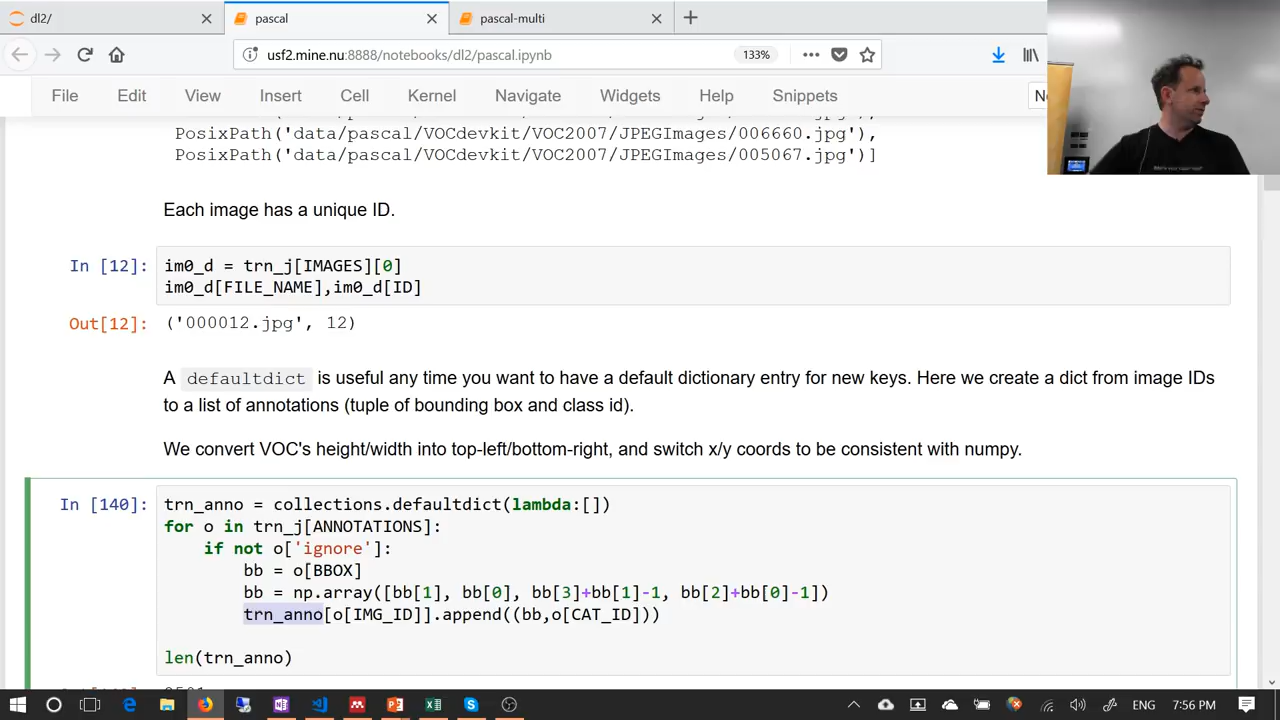 dl2/
pascal
pascal-multi
usf2.mine.nu:8888/notebooks/dl2/pascal.ipynb
133%
File Edit View Insert Cell Kernel Navigate Widgets Help Snippets
PosixPath('data/pascal/VOCdevkit/VOC2007/JPEGImages/006660.jpg'),
PosixPath('data/pascal/VOCdevkit/VOC2007/JPEGImages/005067.jpg')]
Each image has a unique ID.
In [12]: im0_d = trn_j[IMAGES][0]
im0_d[FILE_NAME],im0_d[ID]
Out[12]: ('000012.jpg', 12)
A defaultdict is useful any time you want to have a default dictionary entry for new keys. Here we create a dict from image IDs
to a list of annotations (tuple of bounding box and class id).
We convert VOC's height/width into top-left/bottom-right, and switch x/y coords to be consistent with numpy.
In [140]: trn_anno = collections.defaultdict(lambda:[])
for o in trn_j[ANNOTATIONS]:
if not o['ignore']:
bb = o[BBOX]
bb = np.array([bb[1], bb[0], bb[3]+bb[1]-1, bb[2]+bb[0]-1])
trn_anno[o[IMG_ID]].append((bb,o[CAT_ID]))
len(trn_anno)
ENG
7:56 PM